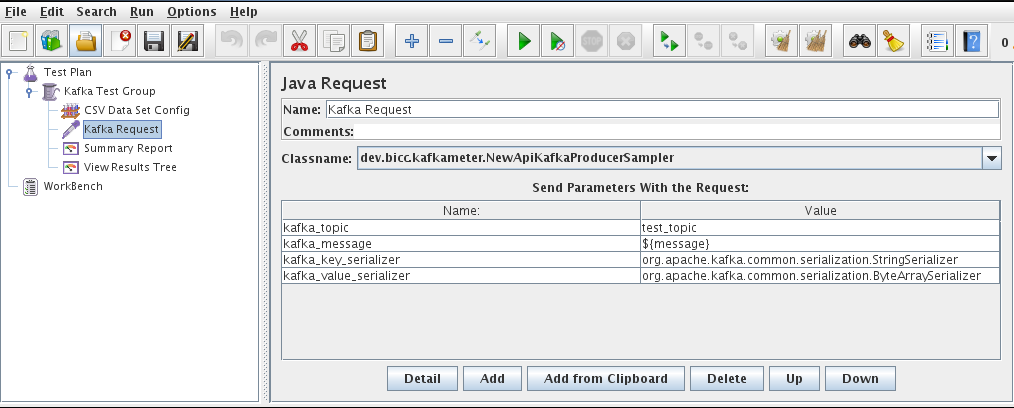 File Edit Search Run Options Help
0
Test Plan
Kafka Test Group
CSV Data Set Config
Kafka Request
Summary Report
View Results Tree
WorkBench
Java Request
Name: Kafka Request
Comments:
Classname: dev.bicc.kafkameter.NewApiKafkaProducerSampler
Send Parameters With the Request:
Name: Value
kafka_topic test_topic
kafka_message ${message}
kafka_key_serializer org.apache.kafka.common.serialization.StringSerializer
kafka_value_serializer org.apache.kafka.common.serialization.ByteArraySerializer
Detail Add Add from Clipboard Delete Up Down